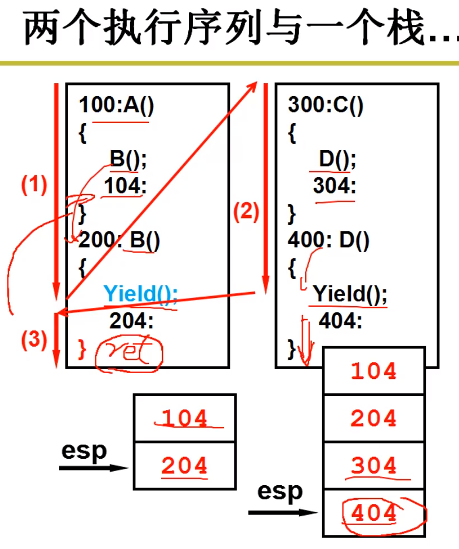 两个执行序列与一个栈...
100:A()
{
B();
104:
}
200: B()
{
Yield();
204:
} ret
(1)
(2)
(3)
300:C()
{
D();
304:
}
400: D()
{
Yield();
404:
}
esp
104
204
esp
104
204
304
404